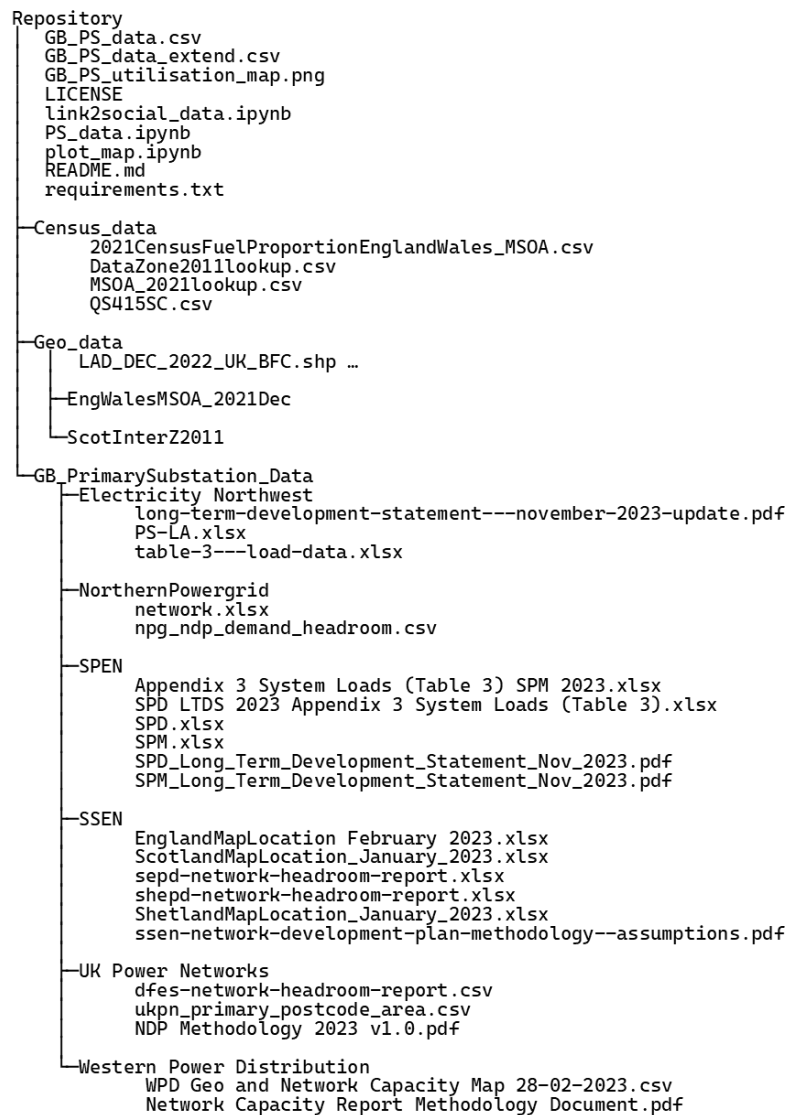 Repository
GB_PS_data.csv
GB_PS_data_extend.csv
GB_PS_utilisation_map.png
LICENSE
link2social_data.ipynb
PS_data.ipynb
plot_map.ipynb
README.md
requirements.txt
Census_data
2021CensusFuelProportionEnglandWales_MSOA.csv
DataZone2011lookup.csv
MSOA_2021lookup.csv
QS415SC.csv
Geo_data
LAD_DEC_2022_UK_BFC.shp …
EngWalesMSOA_2021Dec
ScotInterZ2011
GB_PrimarySubstation_Data
Electricity Northwest
long-term-development-statement---november-2023-update.pdf
PS-LA.xlsx
table-3---load-data.xlsx
NorthernPowergrid
network.xlsx
npg_ndp_demand_headroom.csv
SPEN
Appendix 3 System Loads (Table 3) SPM 2023.xlsx
SPD LTDS 2023 Appendix 3 System Loads (Table 3).xlsx
SPD.xlsx
SPM.xlsx
SPD_Long_Term_Development_Statement_Nov_2023.pdf
SPM_Long_Term_Development_Statement_Nov_2023.pdf
SSEN
EnglandMapLocation February 2023.xlsx
ScotlandMapLocation_January_2023.xlsx
sepd-network-headroom-report.xlsx
shepd-network-headroom-report.xlsx
ShetlandMapLocation_January_2023.xlsx
ssen-network-development-plan-methodology--assumptions.pdf
UK Power Networks
dfes-network-headroom-report.csv
ukpn_primary_postcode_area.csv
NDP Methodology 2023 v1.0.pdf
Western Power Distribution
WPD Geo and Network Capacity Map 28-02-2023.csv
Network Capacity Report Methodology Document.pdf